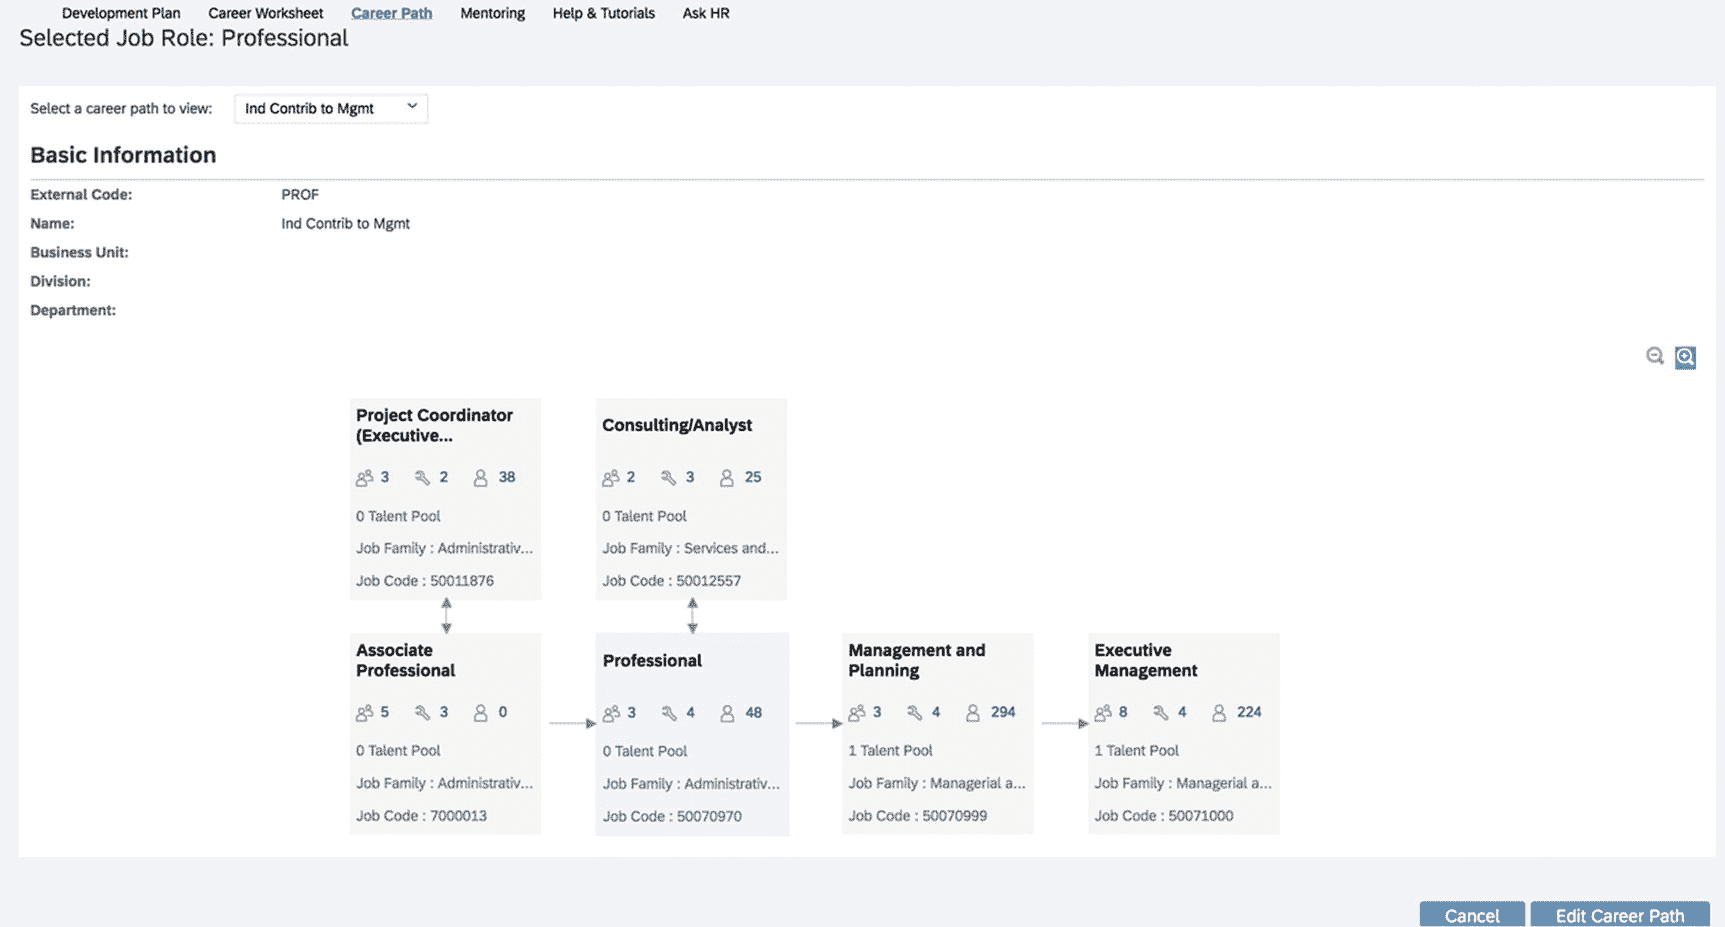 Development Plan Career Worksheet Career Path Mentoring Help & Tutorials Ask HR
Selected Job Role: Professional
Select a career path to view: Ind Contrib to Mgmt
Basic Information
External Code: PROF
Name: Ind Contrib to Mgmt
Business Unit:
Division:
Department:
Project Coordinator
(Executive...
3 2 38
0 Talent Pool
Job Family : Administrativ...
Job Code : 50011876
Consulting/Analyst
2 3 25
0 Talent Pool
Job Family : Services and...
Job Code : 50012557
Associate
Professional
5 3 0
0 Talent Pool
Job Family : Administrativ...
Job Code : 7000013
Professional
3 4 48
0 Talent Pool
Job Family : Administrativ...
Job Code : 50070970
Management and
Planning
3 4 294
1 Talent Pool
Job Family : Managerial a...
Job Code : 50070999
Executive
Management
8 4 224
1 Talent Pool
Job Family : Managerial a...
Job Code : 50071000
Cancel Edit Career Path